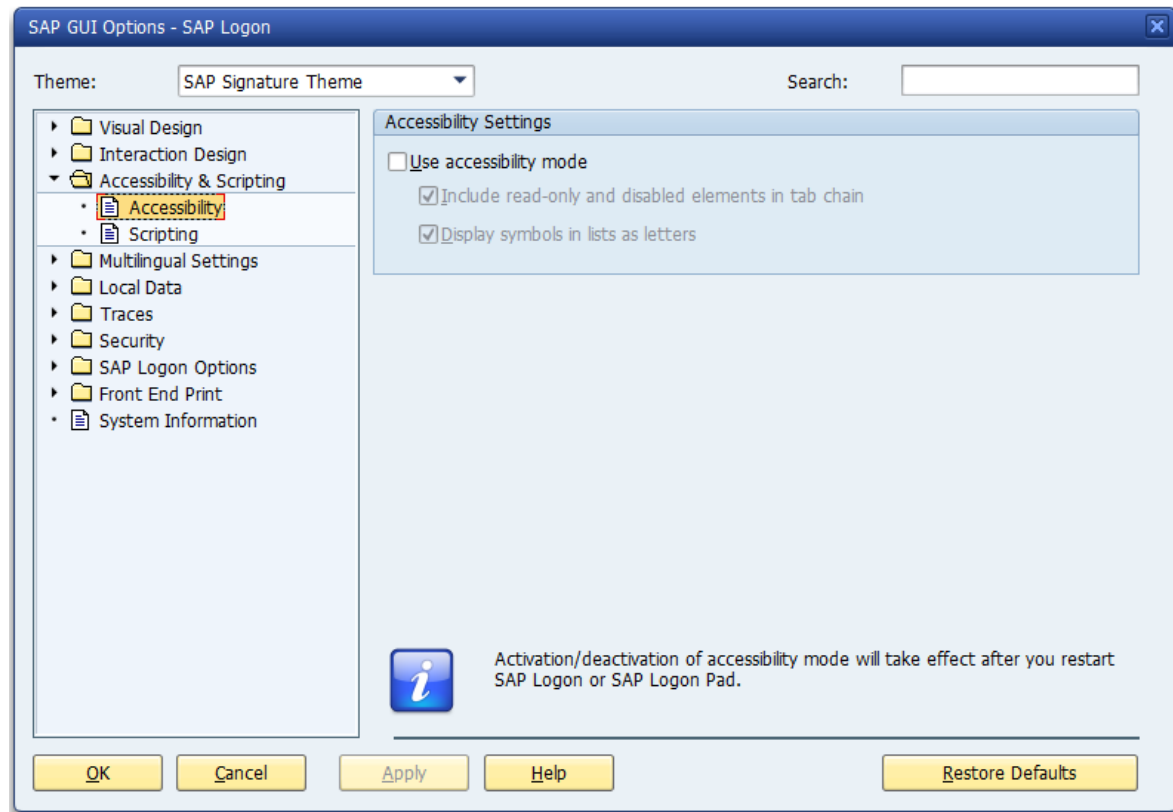 SAP GUI Options - SAP Logon
Theme:
SAP Signature Theme
Search:
Visual Design
Interaction Design
Accessibility & Scripting
Accessibility
Scripting
Multilingual Settings
Local Data
Traces
Security
SAP Logon Options
Front End Print
System Information
Accessibility Settings
Use accessibility mode
Include read-only and disabled elements in tab chain
Display symbols in lists as letters
Activation/deactivation of accessibility mode will take effect after you restart
SAP Logon or SAP Logon Pad.
OK
Cancel
Apply
Help
Restore Defaults